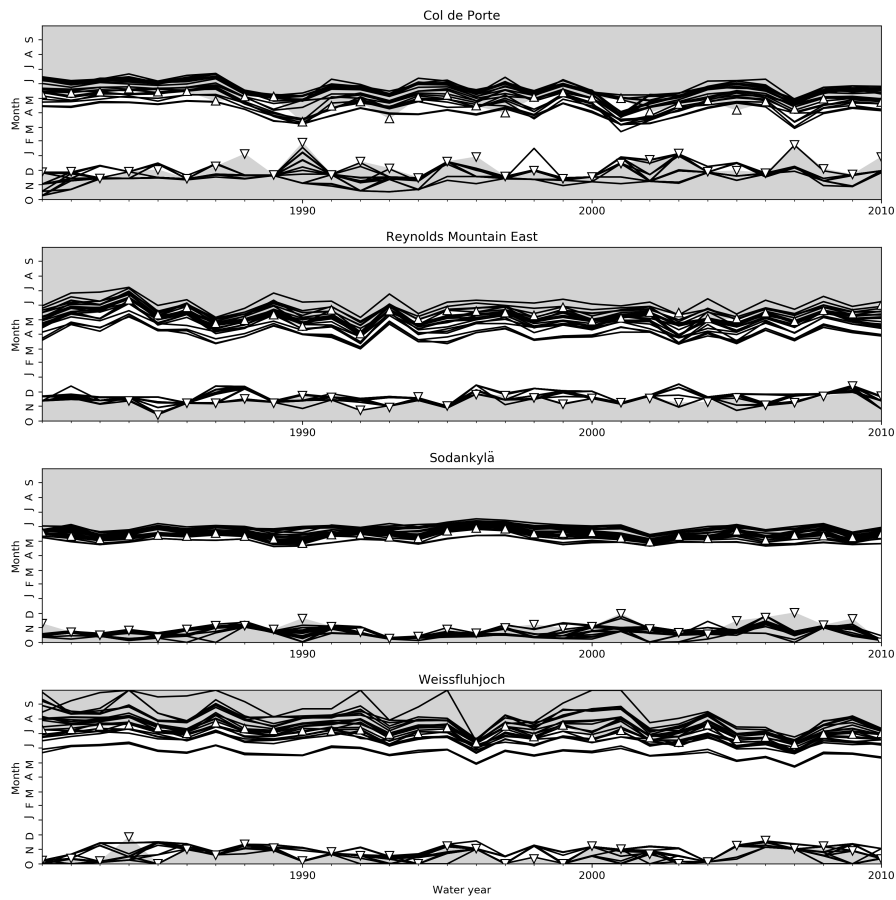 Col de Porte
Month
O N D J F M A M J J A S
1990 2000 2010
Reynolds Mountain East
Month
O N D J F M A M J J A S
1990 2000 2010
Sodankylä
Month
O N D J F M A M J J A S
1990 2000 2010
Weissfluhjoch
Month
O N D J F M A M J J A S
1990 2000 2010
Water year